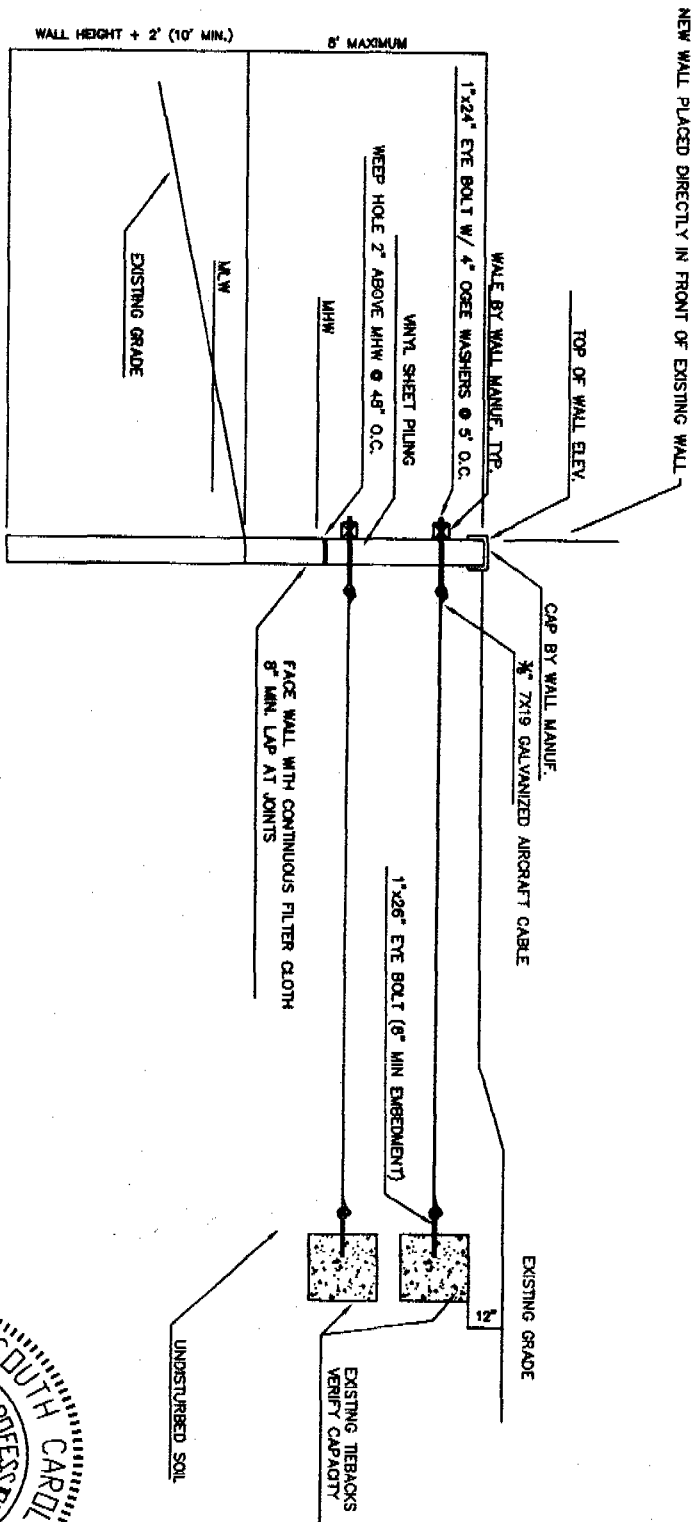 NEW WALL PLACED DIRECTLY IN FRONT OF EXISTING WALL
TOP OF WALL ELEV.
CAP BY WALL MANUF.
WALE BY WALL MANUF. TYP.
1"x24" EYE BOLT W/ 4" OGEE WASHERS @ 5' O.C.
7X19 GALVANIZED AIRCRAFT CABLE
EXISTING GRADE
12"
WALL HEIGHT + 2' (10' MIN.)
8' MAXIMUM
VINYL SHEET PILING
WEEP HOLE 2" ABOVE MHW @ 48" O.C.
1"x26" EYE BOLT (8" MIN EMBEDMENT)
MHW
EXISTING TIEBACKS
VERIFY CAPACITY
FACE WALL WITH CONTINUOUS FILTER CLOTH
8" MIN. LAP AT JOINTS
MLW
EXISTING GRADE
UNDISTURBED SOIL
SOUTH CAROL